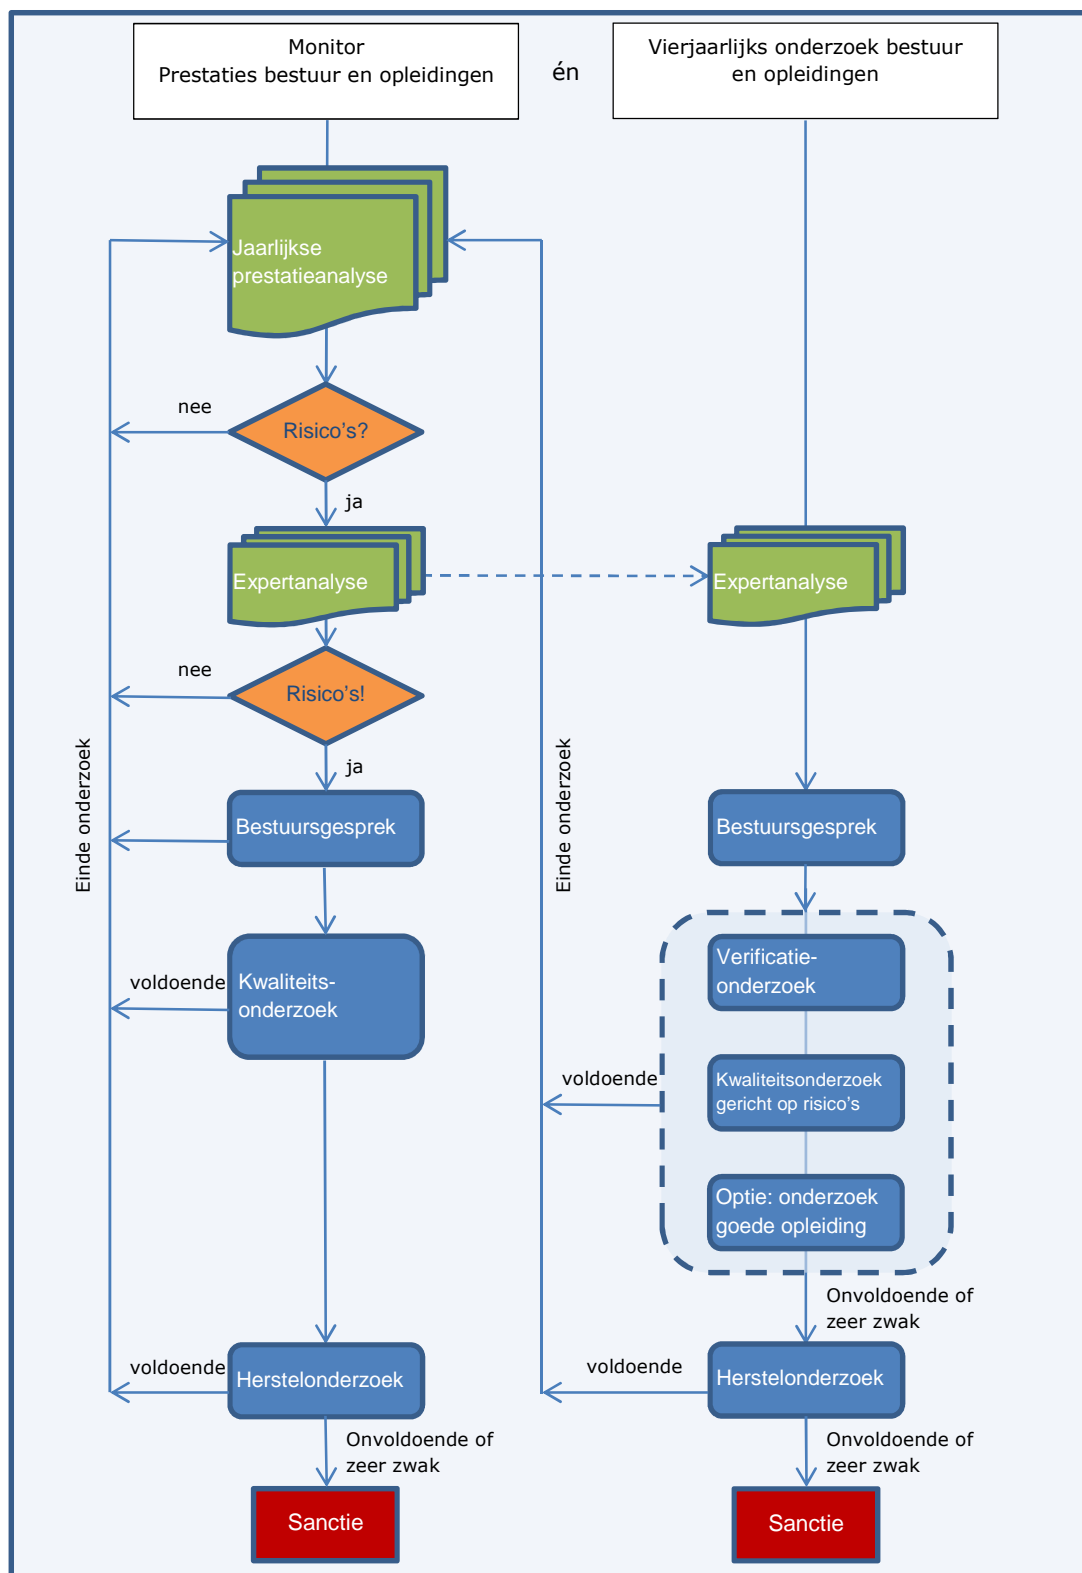 Monitor
Prestaties bestuur en opleidingen
én
Vierjaarlijks onderzoek bestuur
en opleidingen
Jaarlijkse
prestatieanalyse
nee
Risico's?
ja
Expertanalyse
Expertanalyse
nee
Risico's!
ja
Einde onderzoek
Einde onderzoek
Bestuursgesprek
Bestuursgesprek
voldoende
Kwaliteits-
onderzoek
Verificatie-
onderzoek
voldoende
Kwaliteitsonderzoek
gericht op risico's
Optie: onderzoek
goede opleiding
Onvoldoende of
zeer zwak
voldoende
Herstelonderzoek
voldoende
Herstelonderzoek
Onvoldoende of
zeer zwak
Onvoldoende of
zeer zwak
Sanctie
Sanctie